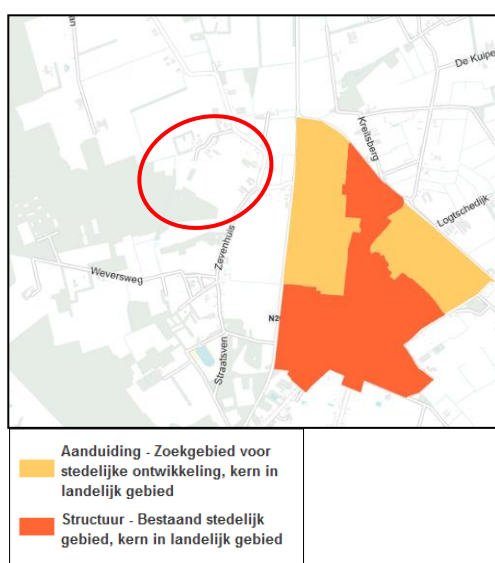 an
De Kuipe
Kreitsberg
Logtschedijk
Zevenhuis
Weversweg
N2
Straatsven
Aanduiding - Zoekgebied voor
stedelijke ontwikkeling, kern in
landelijk gebied
Structuur - Bestaand stedelijk
gebied, kern in landelijk gebied